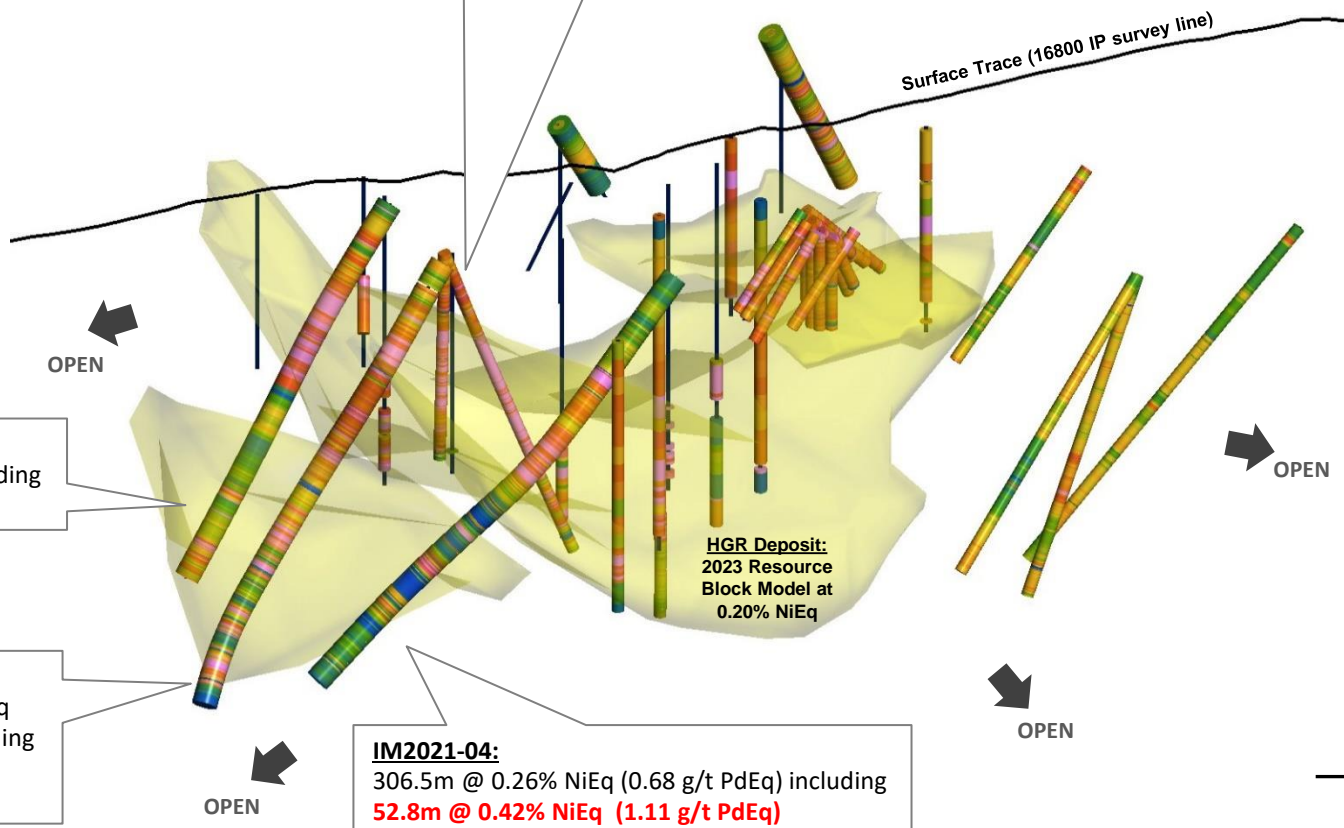 Surface Trace (16800 IP survey line)
OPEN
OPEN
HGR Deposit:
2023 Resource
Block Model at
0.20% NiEq
OPEN
OPEN
IM2021-04:
306.5m @ 0.26% NiEq (0.68 g/t PdEq) including
52.8m @ 0.42% NiEq (1.11 g/t PdEq)